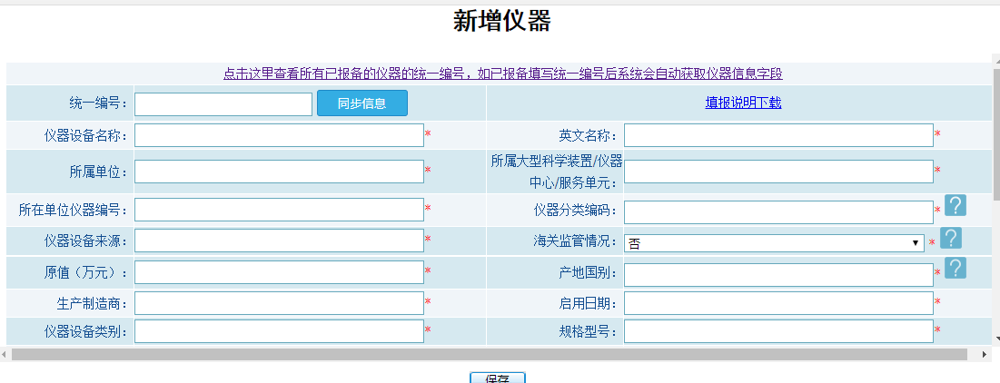 新增仪器
点击这里查看所有已报备的仪器的统一编号，如已报备填写统一编号后系统会自动获取仪器信息字段
统一编号： 同步信息 填报说明下载
仪器设备名称： * 英文名称： *
所属单位： * 所属大型科学装置/仪器
中心/服务单元： *
所在单位仪器编号： * 仪器分类编码： * ?
仪器设备来源： * 海关监管情况： 否 * ?
原值（万元）： * 产地国别： * ?
生产制造商： * 启用日期： *
仪器设备类别： * 规格型号： *
保存